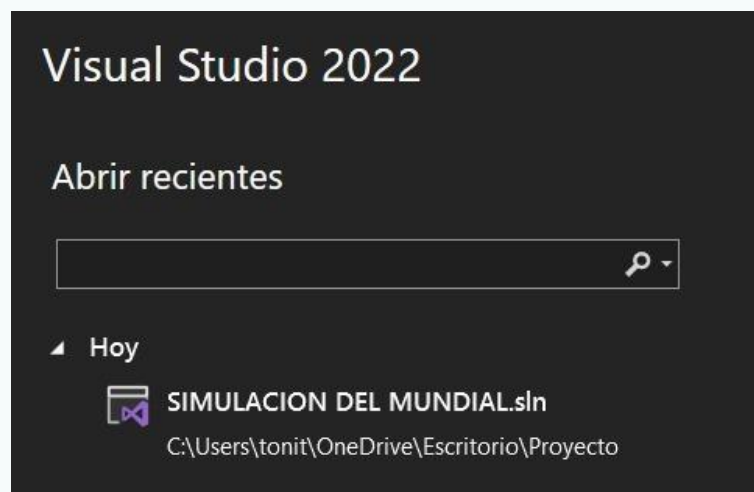 Visual Studio 2022
Abrir recientes
Hoy
SIMULACION DEL MUNDIAL.sln
C:\Users\tonit\OneDrive\Escritorio\Proyecto